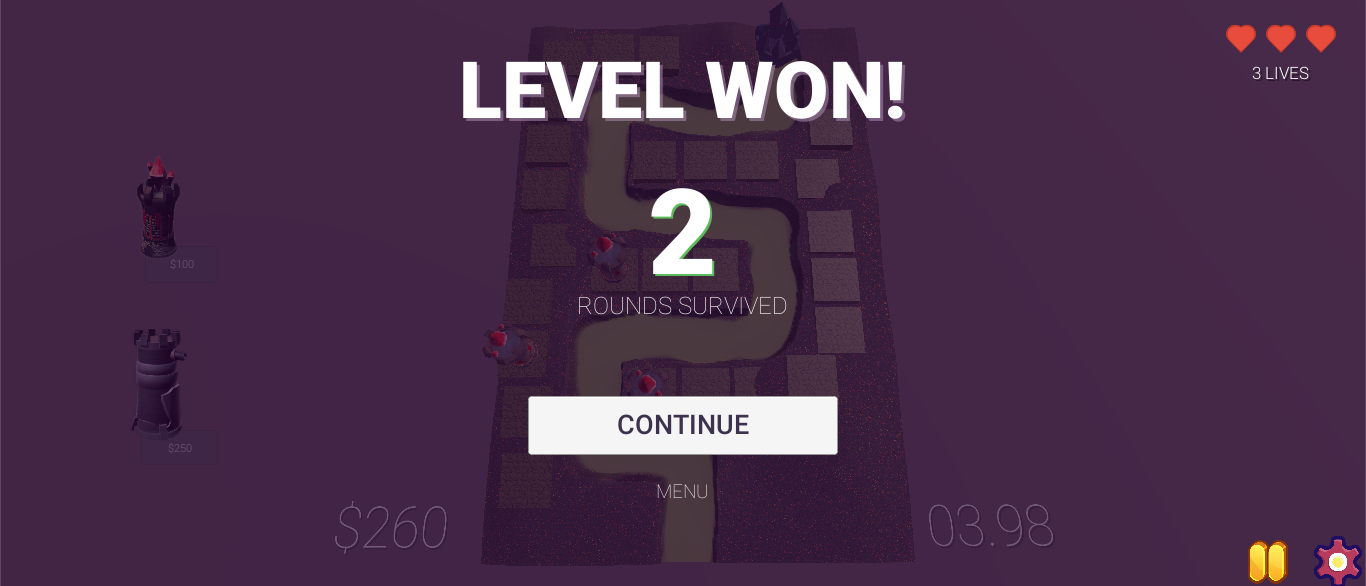 LEVEL WON!
3 LIVES
2
ROUNDS SURVIVED
$100
$250
CONTINUE
MENU
$260
03.98